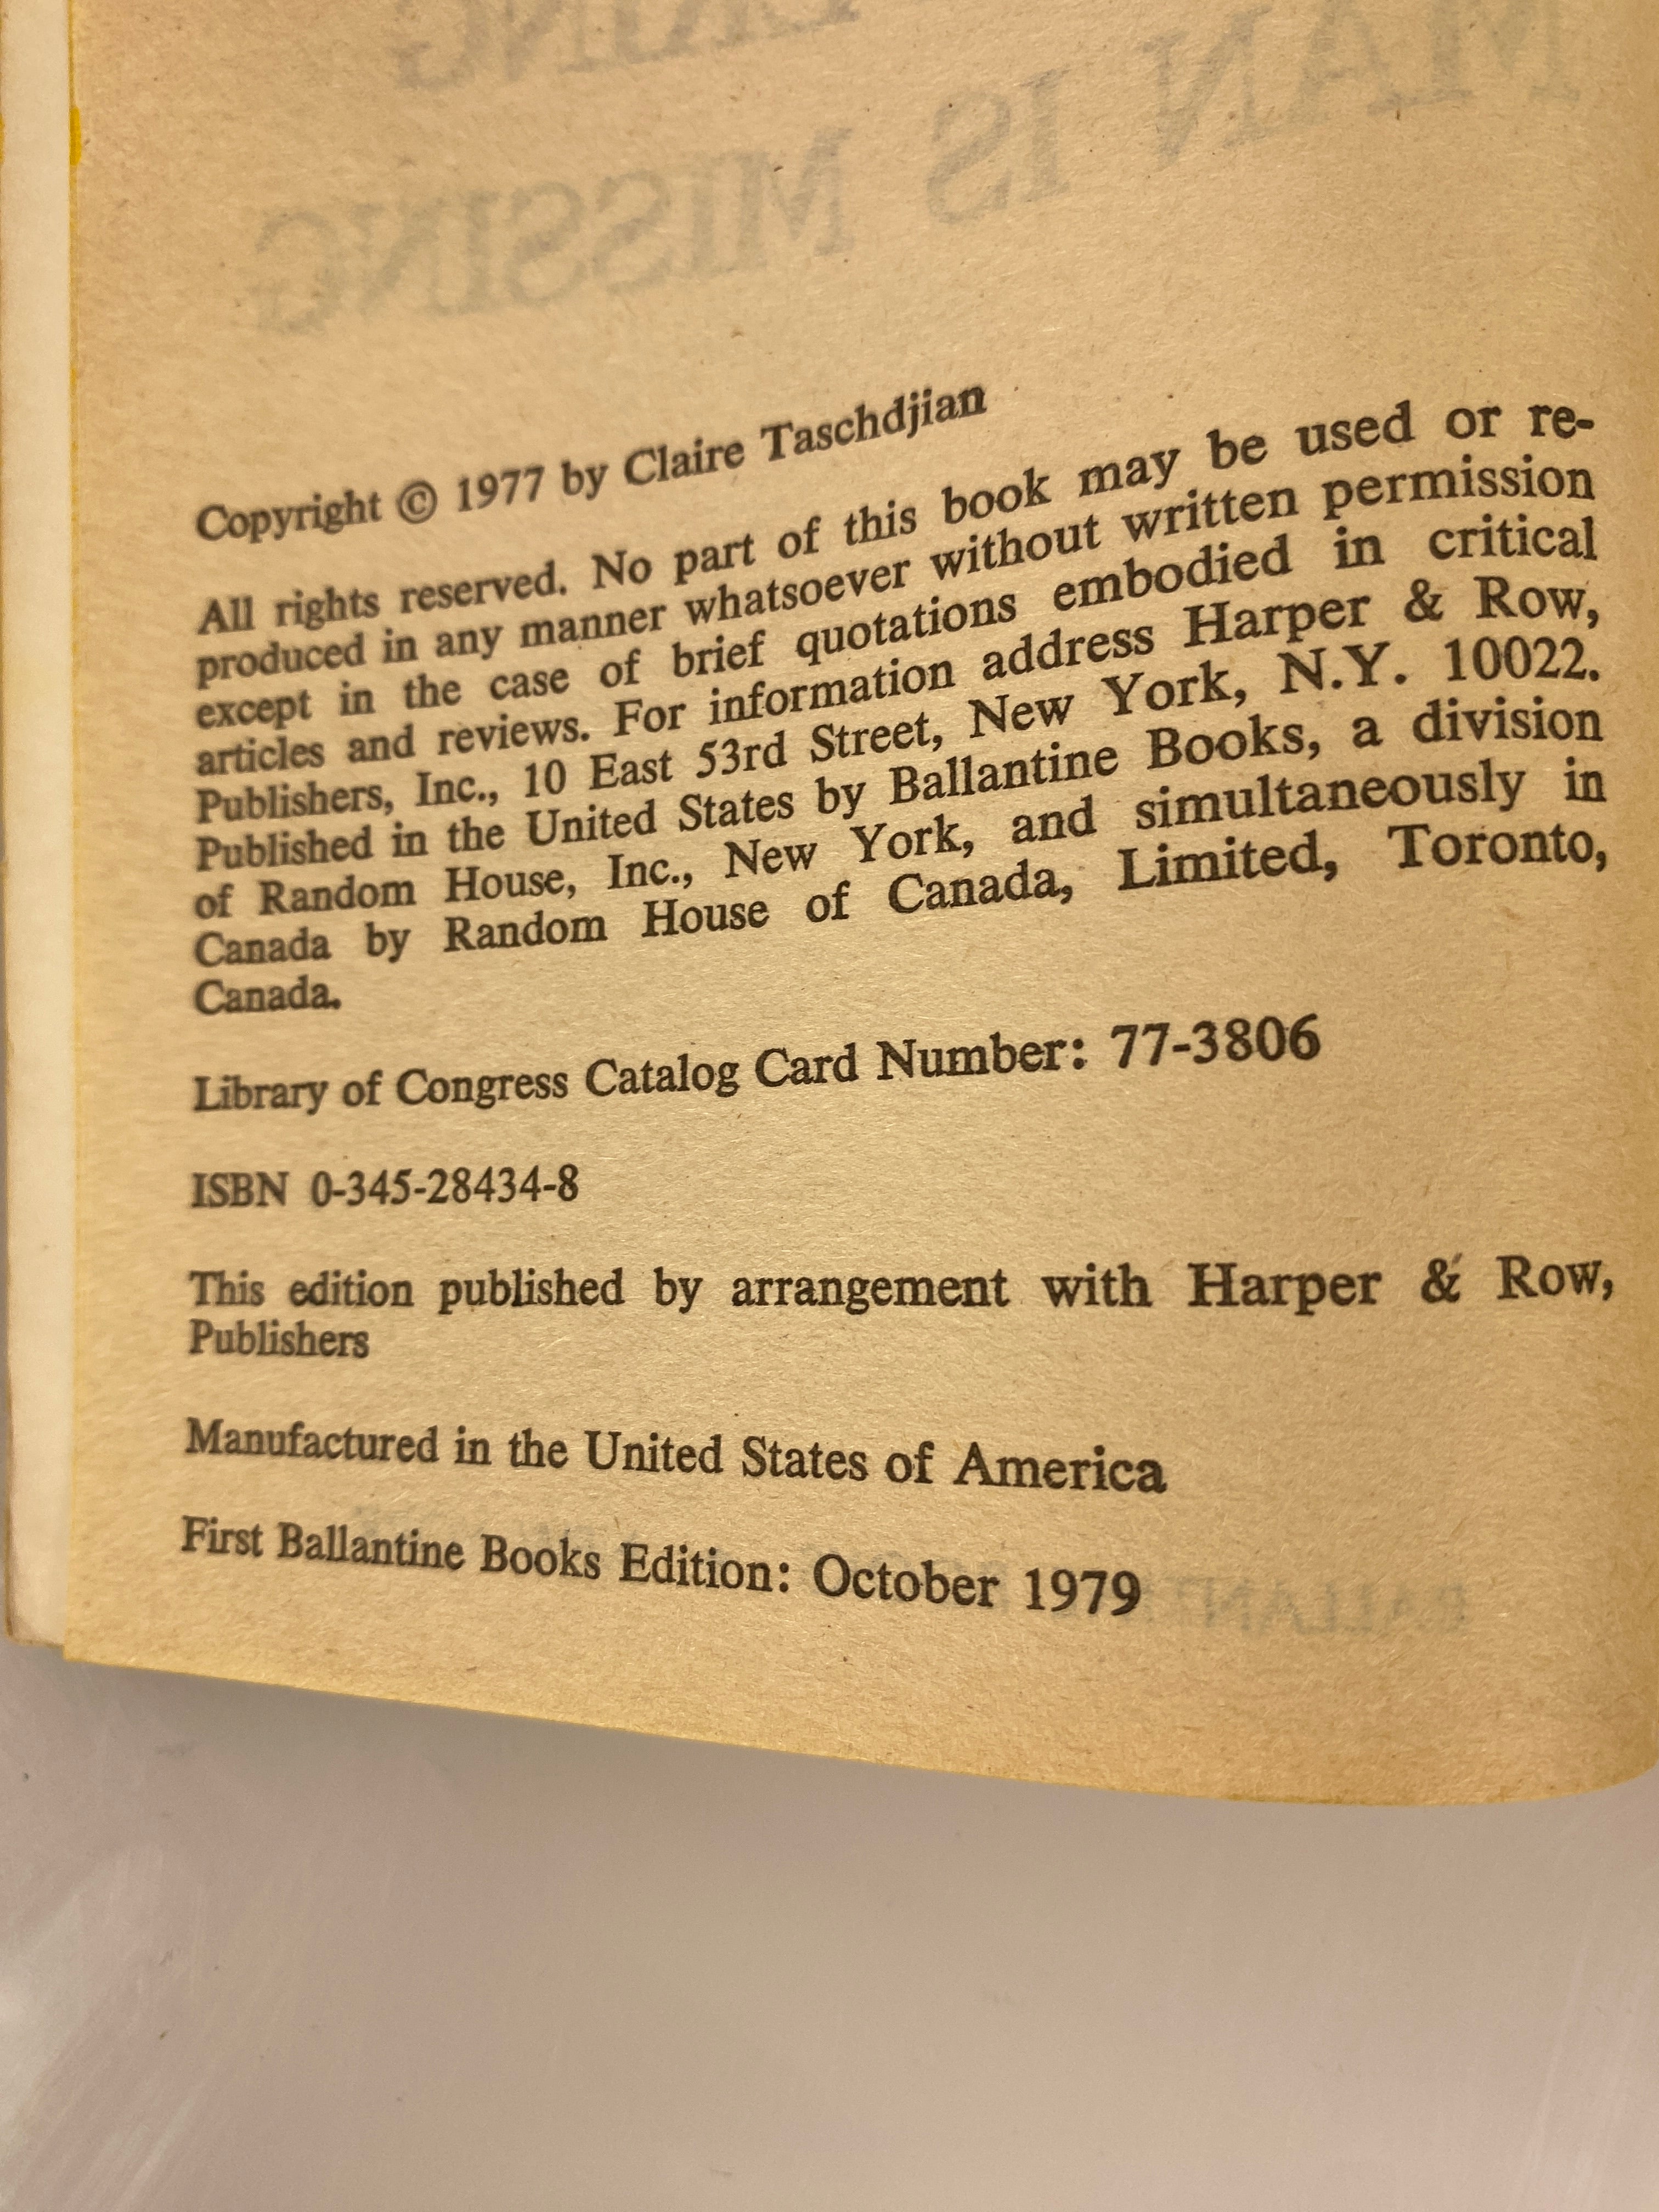 KING
MAN IS
MISSING
Copyright © 1977 by Claire Taschdjian
All rights reserved. No part of this book may be used or re-
produced in any manner whatsoever without written permission
except in the case of brief quotations embodied in critical
articles and reviews. For information address Harper & Row,
Publishers, Inc., 10 East 53rd Street, New York, N.Y. 10022.
Published in the United States by Ballantine Books, a division
of Random House, Inc., New York, and simultaneously in
Canada by Random House of Canada, Limited, Toronto,
Canada.
Library of Congress Catalog Card Number: 77-3806
ISBN 0-345-28434-8
This edition published by arrangement with Harper & Row,
Publishers
Manufactured in the United States of America
First Ballantine Books Edition: October 1979